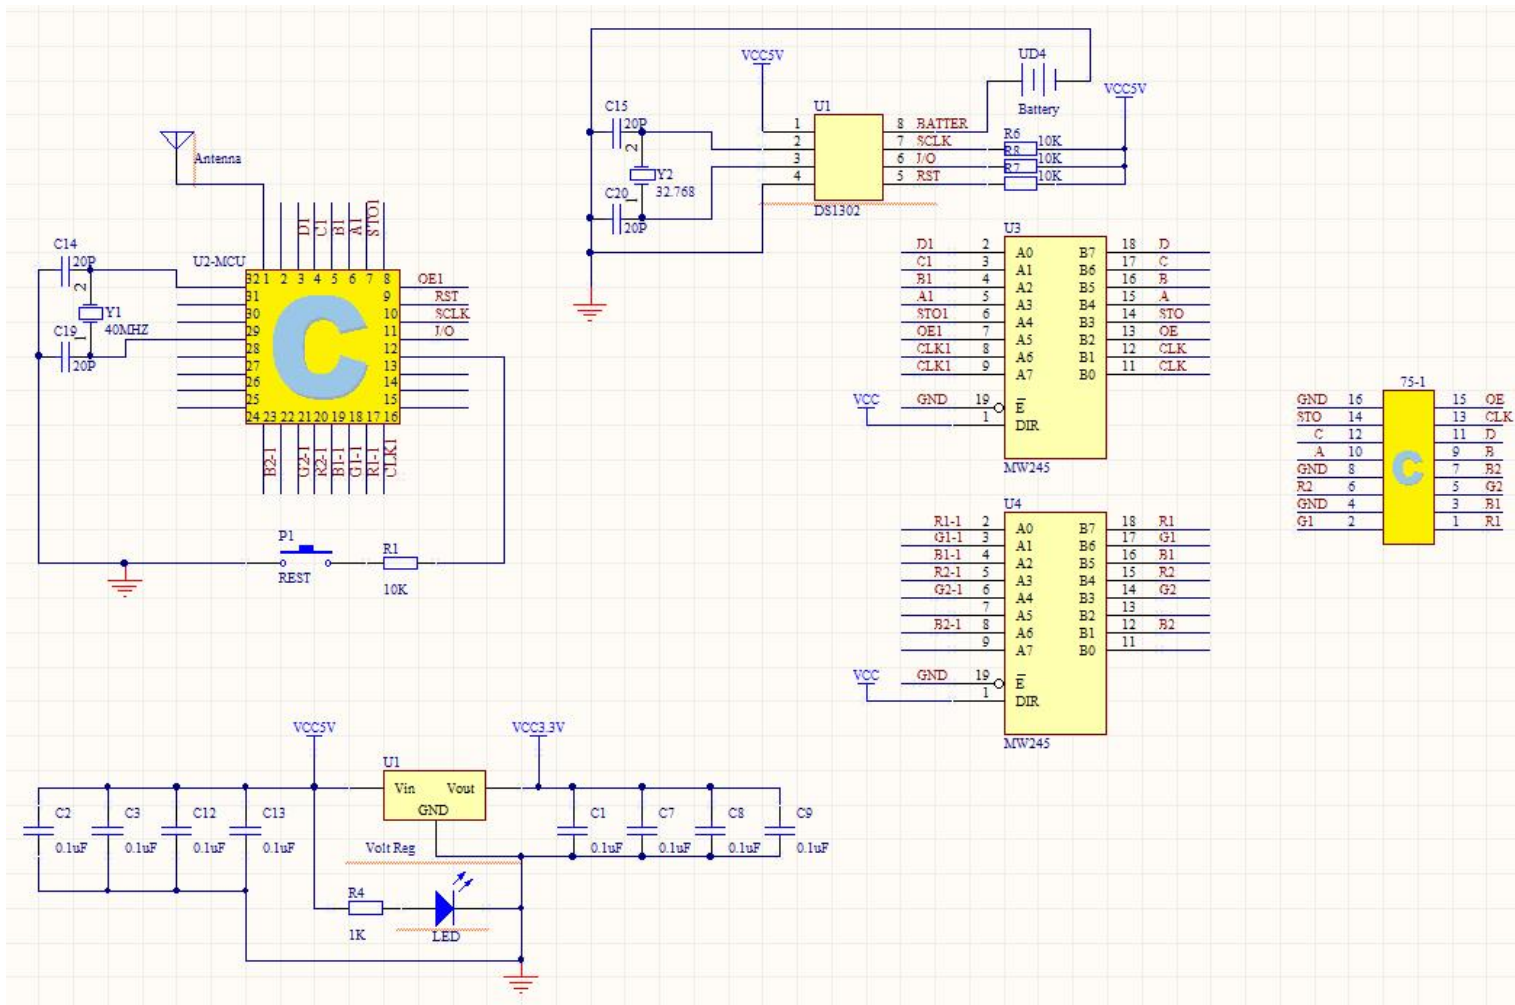 Antenna
D1
C1
B1
A1
STO1
U2-MCU
C14
20P
2
Y1
40MHZ
1
C19
20P
32 1 2 3 4 5 6 7 8
31
30
29
28
27
26
25
9
10
11
12
13
14
15
24 23 22 21 20 19 18 17 16
C
OE1
RST
SCLK
I/O
B2-1
G2-1
R2-1
B1-1
G1-1
R1-1
CLK1
P1
REST
R1
10K
VCC5V
C15
20P
2
Y2
32.768
1
C20
20P
U1
1 8 BATTER
2 7 SCLK
3 6 I/O
4 5 RST
DS1302
UD4
Battery
VCC5V
R6 10K
R8 10K
R7 10K
U3
D1 2 A0 B7 18 D
C1 3 A1 B6 17 C
B1 4 A2 B5 16 B
A1 5 A3 B4 15 A
STO1 6 A4 B3 14 STO
OE1 7 A5 B2 13 OE
CLK1 8 A6 B1 12 CLK
CLK1 9 A7 B0 11 CLK
VCC GND 19 E
1 DIR
MW245
U4
R1-1 2 A0 B7 18 R1
G1-1 3 A1 B6 17 G1
B1-1 4 A2 B5 16 B1
R2-1 5 A3 B4 15 R2
G2-1 6 A4 B3 14 G2
7 A5 B2 13
B2-1 8 A6 B1 12 B2
9 A7 B0 11
VCC GND 19 E
1 DIR
MW245
75-1
GND 16 15 OE
STO 14 13 CLK
C 12 11 D
A 10 9 B
GND 8 7 B2
R2 6 5 G2
GND 4 3 B1
G1 2 1 R1
C
VCC5V
VCC3.3V
U1
Vin Vout
GND
Volt Reg
C2
0.1uF
C3
0.1uF
C12
0.1uF
C13
0.1uF
C1
0.1uF
C7
0.1uF
C8
0.1uF
C9
0.1uF
R4
1K
LED